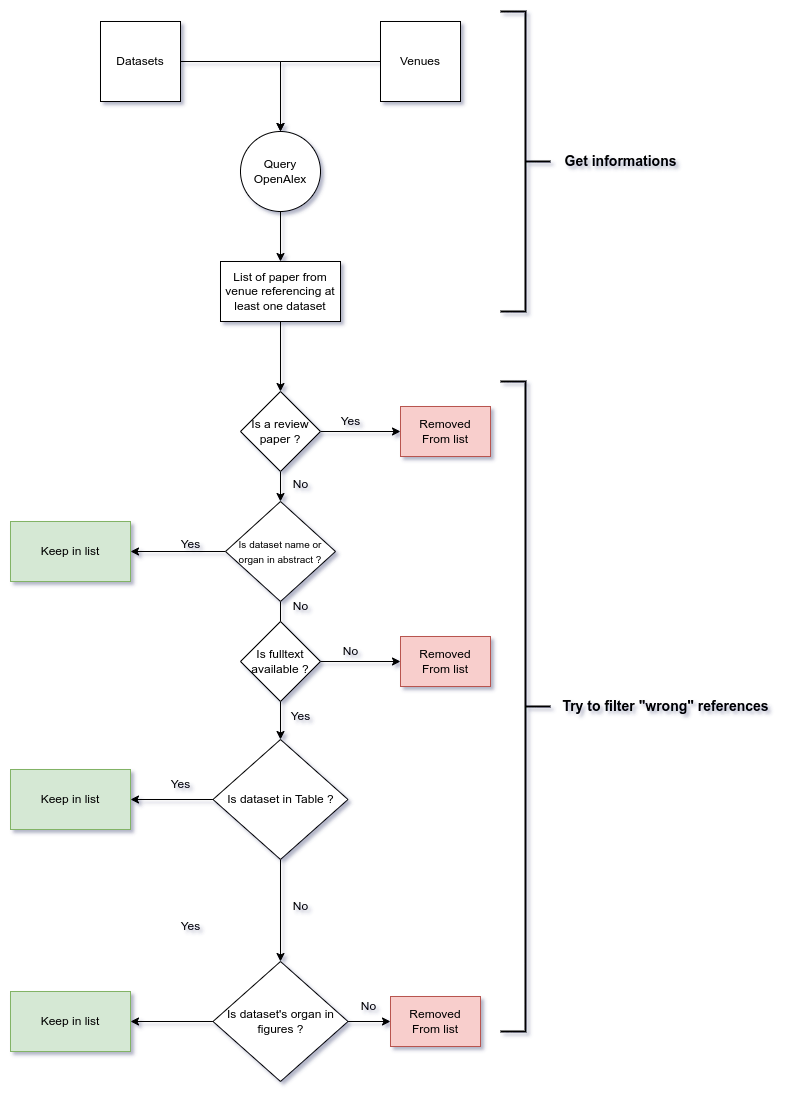 Datasets
Venues
Query
OpenAlex
Get informations
List of paper from
venue referencing at
least one dataset
Is a review
paper ?
Yes
Removed
From list
No
Is dataset name or
organ in abstract ?
Yes
Keep in list
No
Is fulltext
available ?
No
Removed
From list
Try to filter "wrong" references
Yes
Is dataset in Table ?
Yes
Keep in list
No
Yes
Is dataset's organ in
figures ?
Keep in list
No
Removed
From list